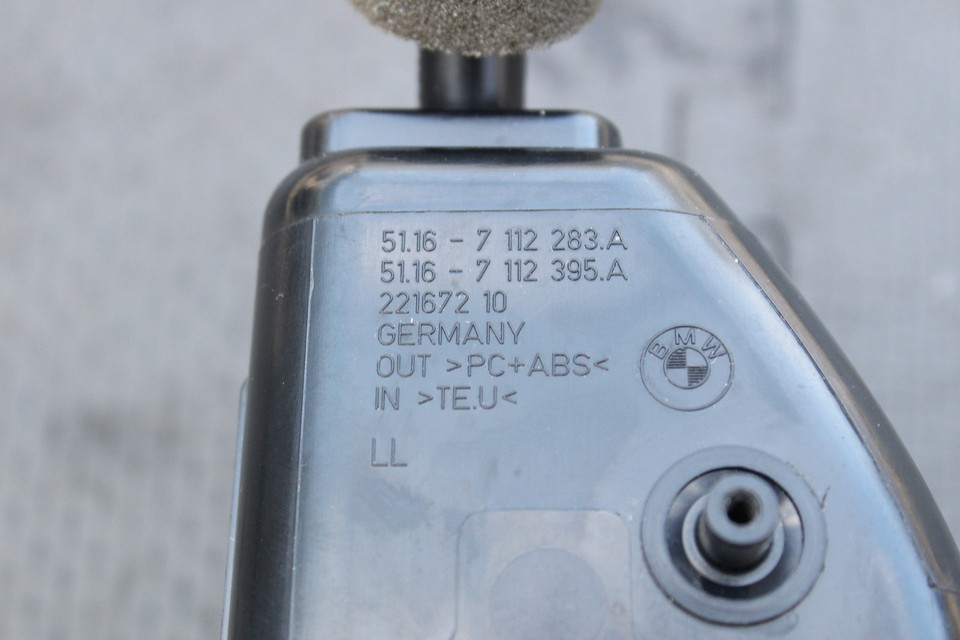 51.16 - 7 112 283.A
51.16 - 7 112 395.A
221672 10
GERMANY
OUT >PC+ABS<
IN >TE.U<
BMW
LL